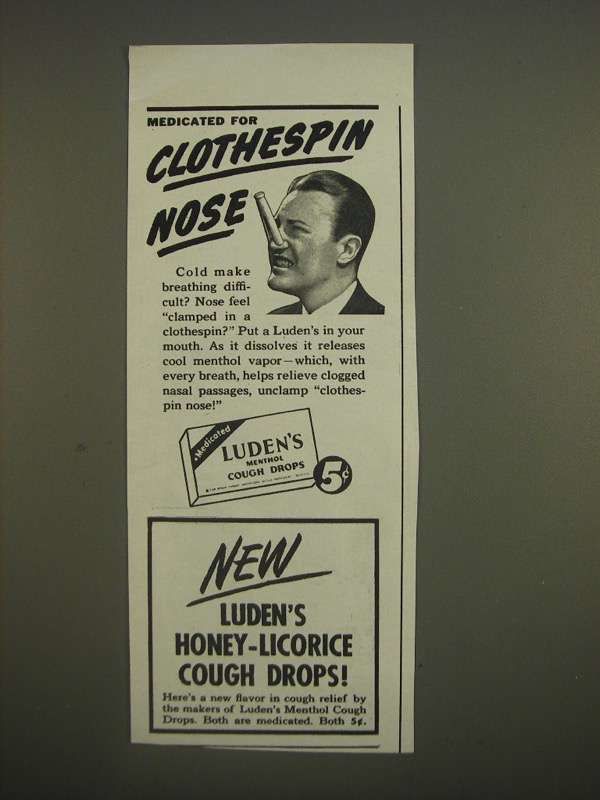 MEDICATED FOR
CLOTHESPIN
NOSE
Cold make
breathing diffi-
cult? Nose feel
"clamped in a
clothespin?" Put a Luden's in your
mouth. As it dissolves it releases
cool menthol vapor—which, with
every breath, helps relieve clogged
nasal passages, unclamp "clothes-
pin nose!"
•Medicated
LUDEN'S
MENTHOL
COUGH DROPS
5¢
NEW
LUDEN'S
HONEY-LICORICE
COUGH DROPS!
Here's a new flavor in cough relief by
the makers of Luden's Menthol Cough
Drops. Both are medicated. Both 5¢.